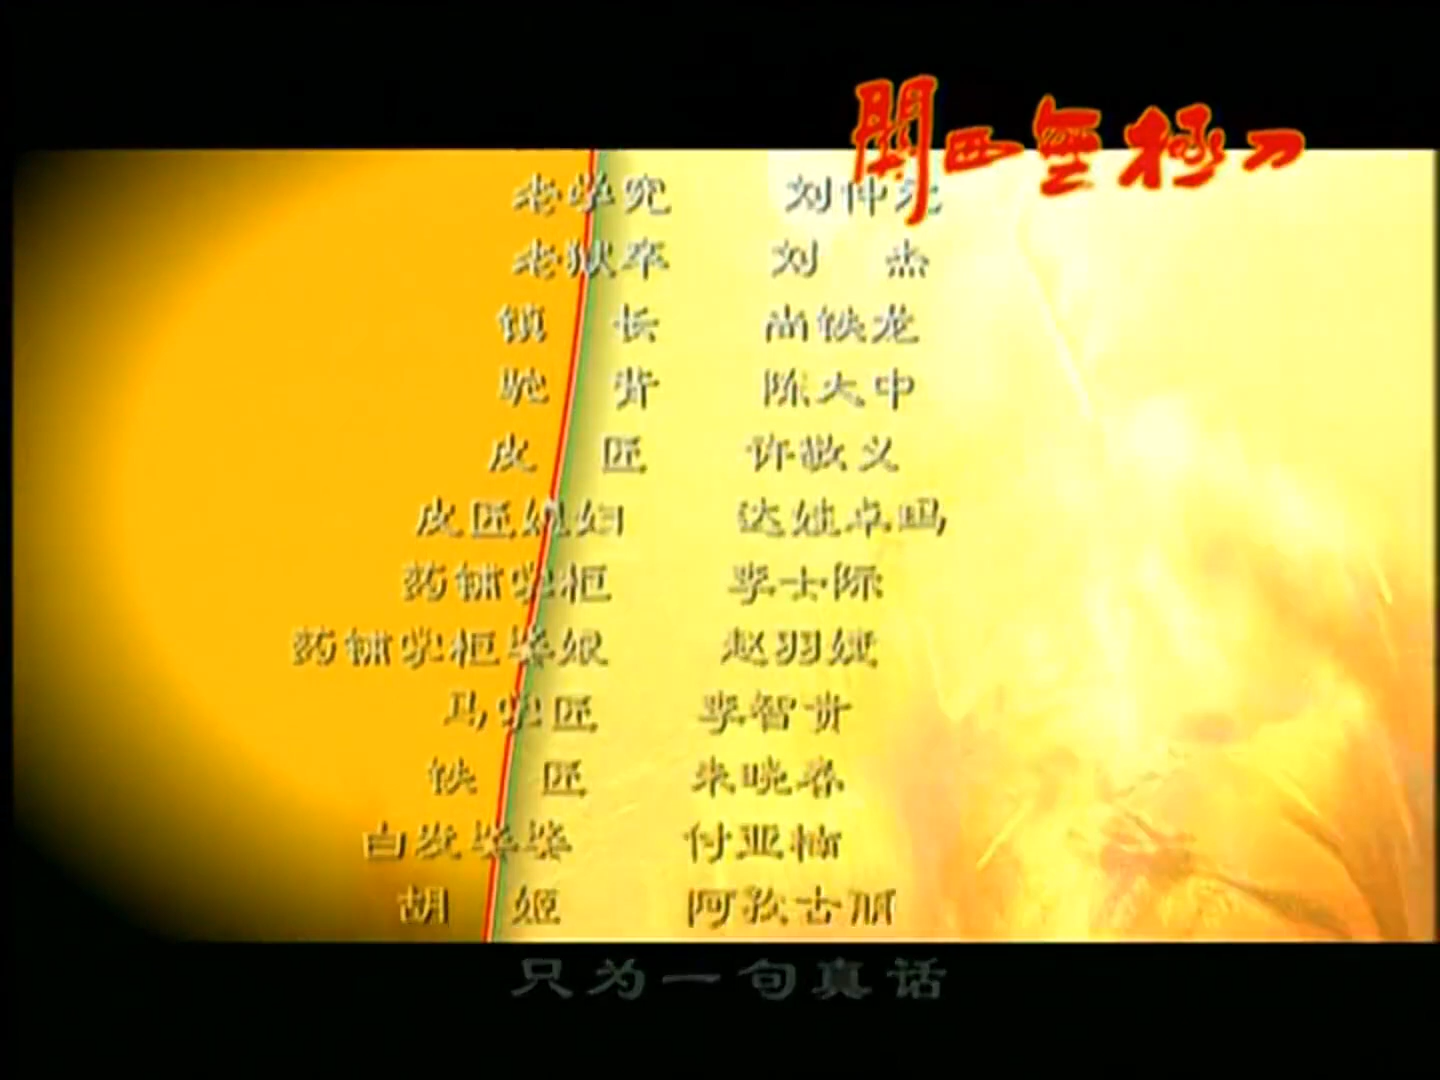 關西無極刀
老学究 刘仲元
老狱卒 刘 杰
镇 长 尚铁龙
驼 背 陈大中
皮 匠 许敬义
皮匠媳妇 达娃卓玛
药铺掌柜 李士际
药铺掌柜婆娘 赵羽婕
马掌匠 李智贵
铁 匠 朱晓春
白发婆婆 付亚楠
胡 姬 阿孜古丽
只为一句真话